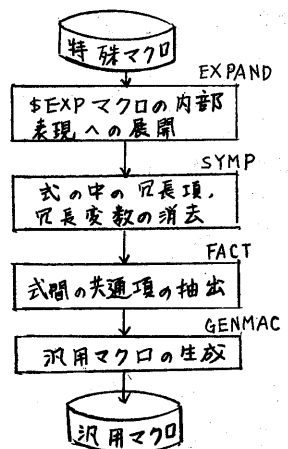 特殊マクロ
EXPAND
$EXPマクロの内部
表現への展開
SYMP
式の中の冗長項,
冗長変数の消去
FACT
式間の共通項の抽出
GENMAC
汎用マクロの生成
汎用マクロ